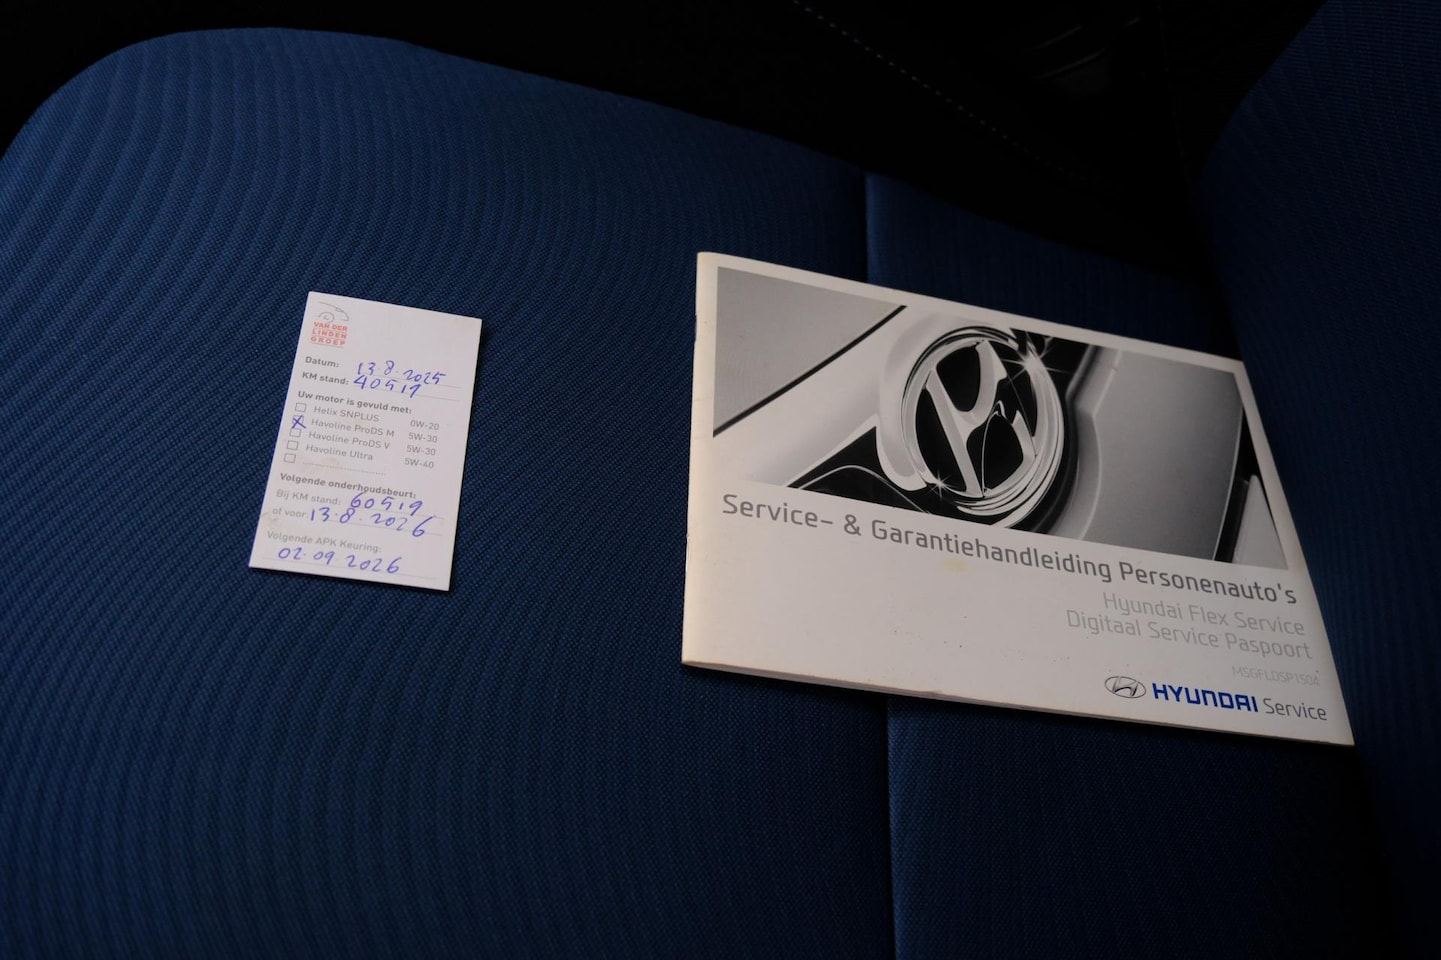 VAN DER
LINDEN
GROEP
Datum: 13.8.2025
KM stand: 40519
Uw motor is gevuld met:
Helix SNPLUS 0W-20
Havoline ProDS M 5W-30
Havoline ProDS V 5W-30
Havoline Ultra 5W-40
Volgende onderhoudsbeurt:
Bij KM stand: 60519
of voor: 13.8.2026
Volgende APK Keuring:
02.09.2026
Service- & Garantiehandleiding Personenauto's
Hyundai Flex Service
Digitaal Service Paspoort
MSGFLDSP1504
HYUNDAI Service